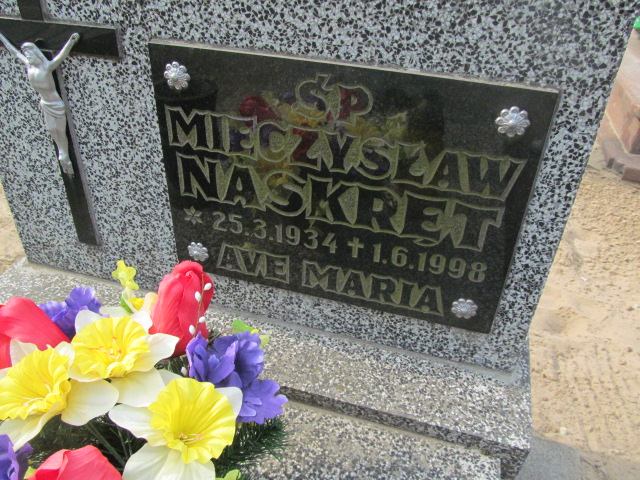 ŚP
MIECZYSŁAW
NASKRĘT
* 25.3.1934 ✝ 1.6.1998
AVE MARIA